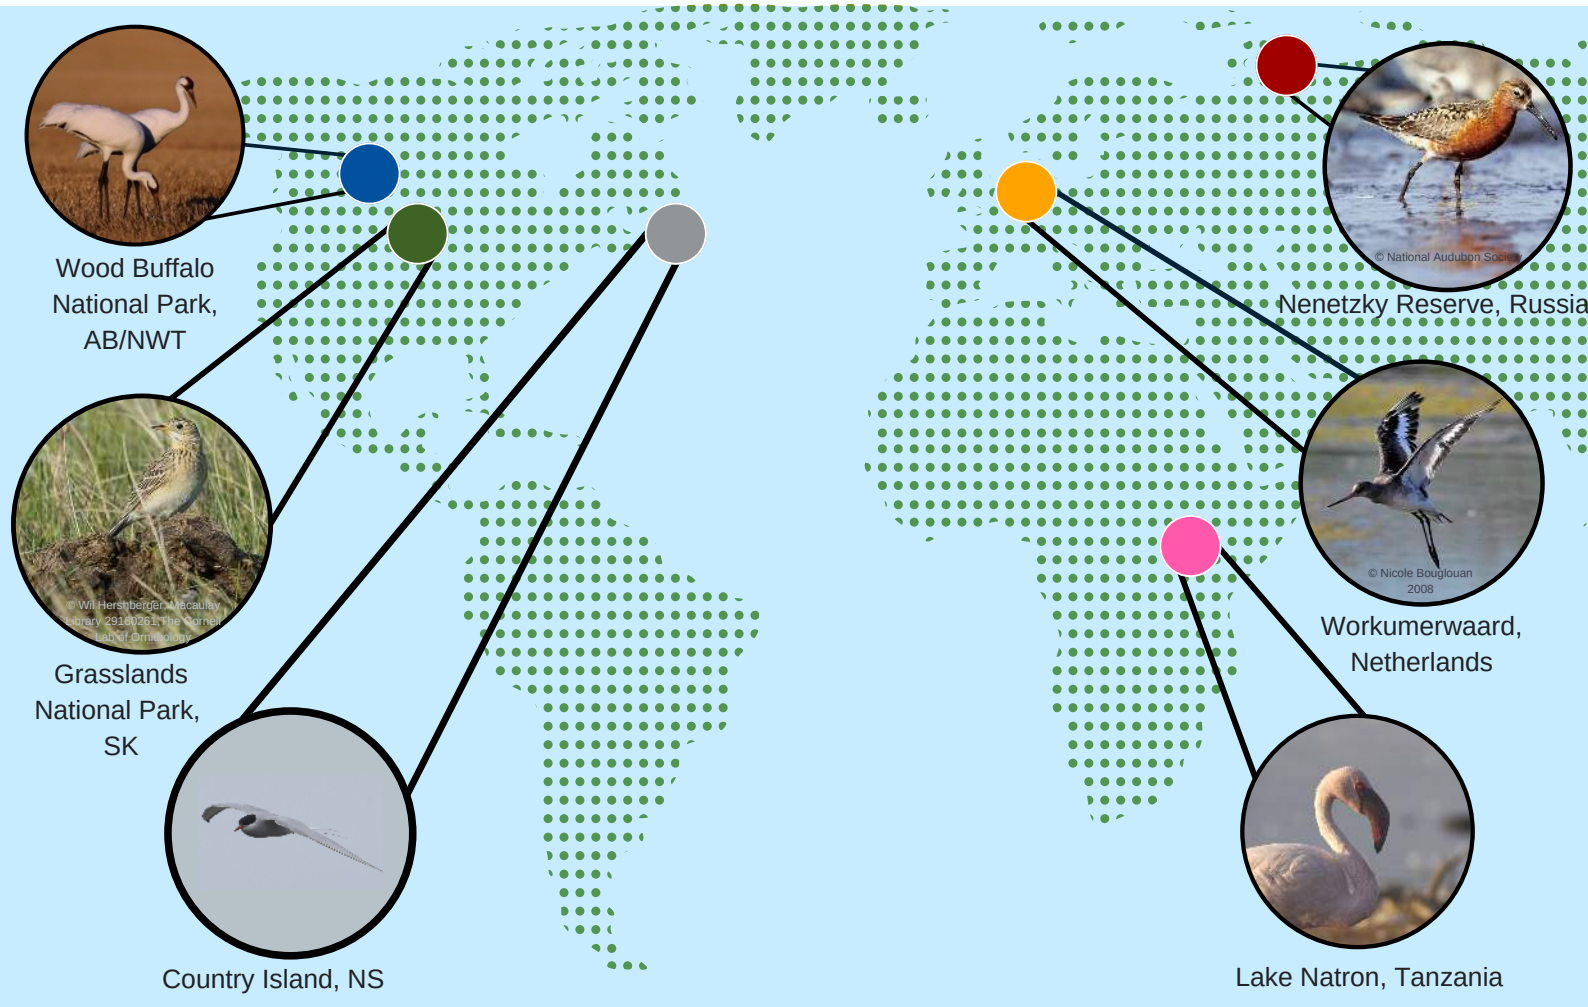 Wood Buffalo
National Park,
AB/NWT
© Wil Hershberger, Macaulay
Library 29160261,The Cornell
Lab of Ornithology
Grasslands
National Park,
SK
Country Island, NS
© National Audubon Society
Nenetzky Reserve, Russia
© Nicole Bouglouan
2008
Workumerwaard,
Netherlands
Lake Natron, Tanzania